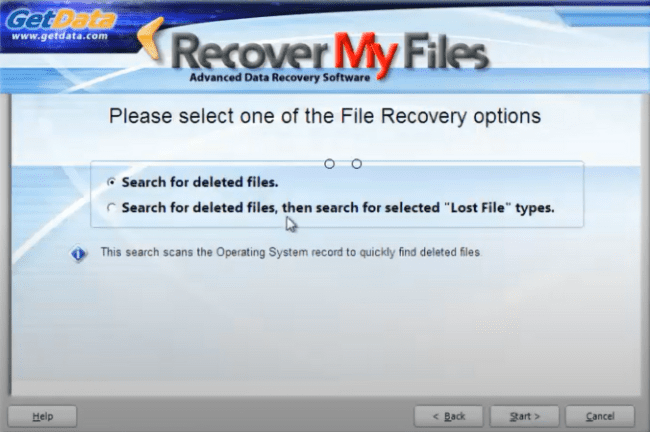 GetData
www.getdata.com
Recover My Files
Advanced Data Recovery Software
Please select one of the File Recovery options
Search for deleted files.
Search for deleted files, then search for selected "Lost File" types.
This search scans the Operating System record to quickly find deleted files
Help
< Back
Start >
Cancel